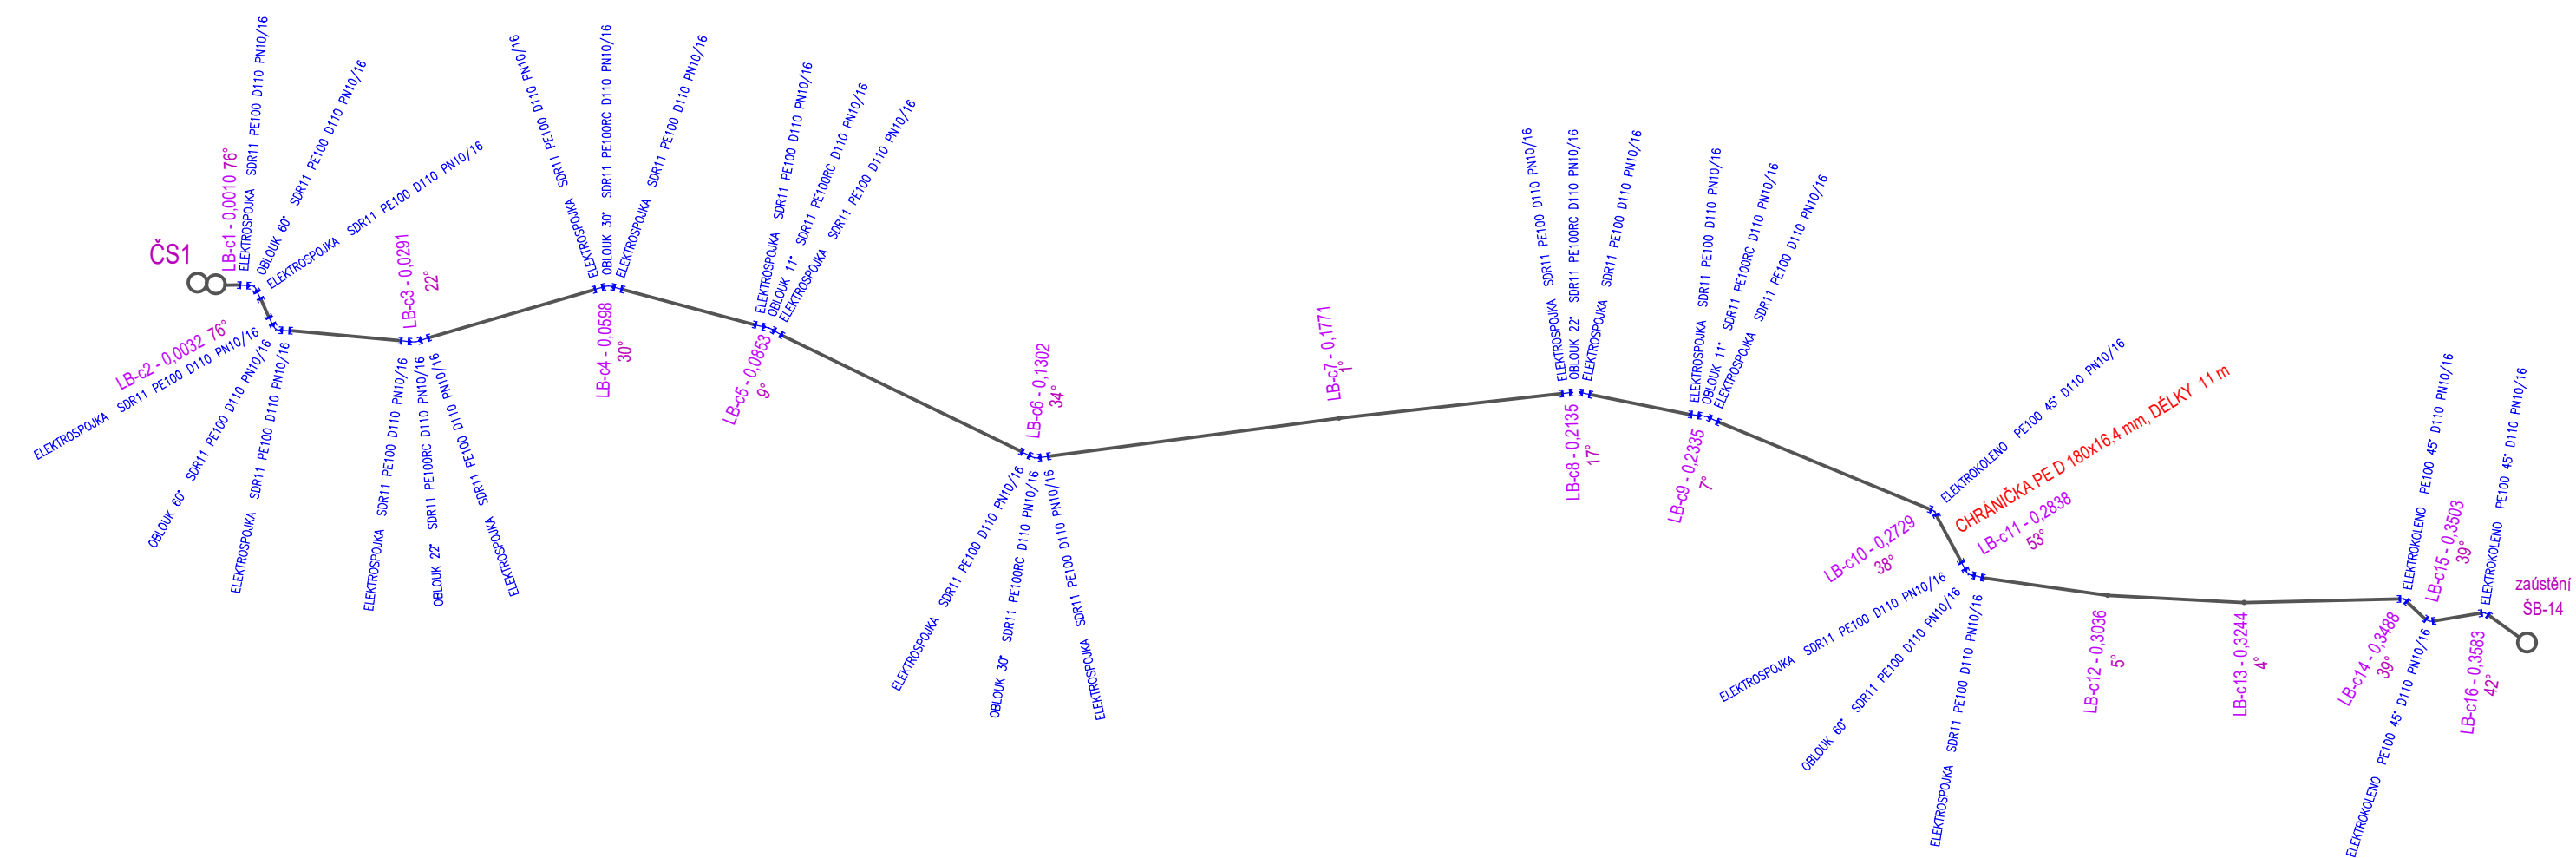 ČS1
LB-c1 - 0,0010 76°
ELEKTROSPOJKA SDR11 PE100 D110 PN10/16
OBLOUK 60° SDR11 PE100 D110 PN10/16
ELEKTROSPOJKA SDR11 PE100 D110 PN10/16
LB-c2 - 0,0032 76°
ELEKTROSPOJKA SDR11 PE100 D110 PN10/16
OBLOUK 60° SDR11 PE100 D110 PN10/16
ELEKTROSPOJKA SDR11 PE100 D110 PN10/16
LB-c3 - 0,0291
22°
ELEKTROSPOJKA SDR11 PE100 D110 PN10/16
OBLOUK 22° SDR11 PE100RC D110 PN10/16
ELEKTROSPOJKA SDR11 PE100 D110 PN10/16
ELEKTROSPOJKA SDR11 PE100 D110 PN10/16
OBLOUK 30° SDR11 PE100RC D110 PN10/16
ELEKTROSPOJKA SDR11 PE100 D110 PN10/16
LB-c4 - 0,0598
30°
ELEKTROSPOJKA SDR11 PE100 D110 PN10/16
OBLOUK 11° SDR11 PE100RC D110 PN10/16
ELEKTROSPOJKA SDR11 PE100 D110 PN10/16
LB-c5 - 0,0853
9°
LB-c6 - 0,1302
34°
ELEKTROSPOJKA SDR11 PE100 D110 PN10/16
OBLOUK 30° SDR11 PE100RC D110 PN10/16
ELEKTROSPOJKA SDR11 PE100 D110 PN10/16
LB-c7 - 0,1771
1°
ELEKTROSPOJKA SDR11 PE100 D110 PN10/16
OBLOUK 22° SDR11 PE100RC D110 PN10/16
ELEKTROSPOJKA SDR11 PE100 D110 PN10/16
LB-c8 - 0,2135
17°
ELEKTROSPOJKA SDR11 PE100 D110 PN10/16
OBLOUK 11° SDR11 PE100RC D110 PN10/16
ELEKTROSPOJKA SDR11 PE100 D110 PN10/16
LB-c9 - 0,2335
7°
ELEKTROKOLENO PE100 45° D110 PN10/16
CHRÁNIČKA PE D 180x16,4 mm, DÉLKY 11 m
LB-c10 - 0,2729
38°
LB-c11 - 0,2838
53°
ELEKTROSPOJKA SDR11 PE100 D110 PN10/16
OBLOUK 60° SDR11 PE100 D110 PN10/16
ELEKTROSPOJKA SDR11 PE100 D110 PN10/16
LB-c12 - 0,3036
5°
LB-c13 - 0,3244
4°
ELEKTROKOLENO PE100 45° D110 PN10/16
LB-c14 - 0,3488
39°
LB-c15 - 0,3503
39°
ELEKTROKOLENO PE100 45° D110 PN10/16
ELEKTROKOLENO PE100 45° D110 PN10/16
LB-c16 - 0,3583
42°
zaústění
ŠB-14